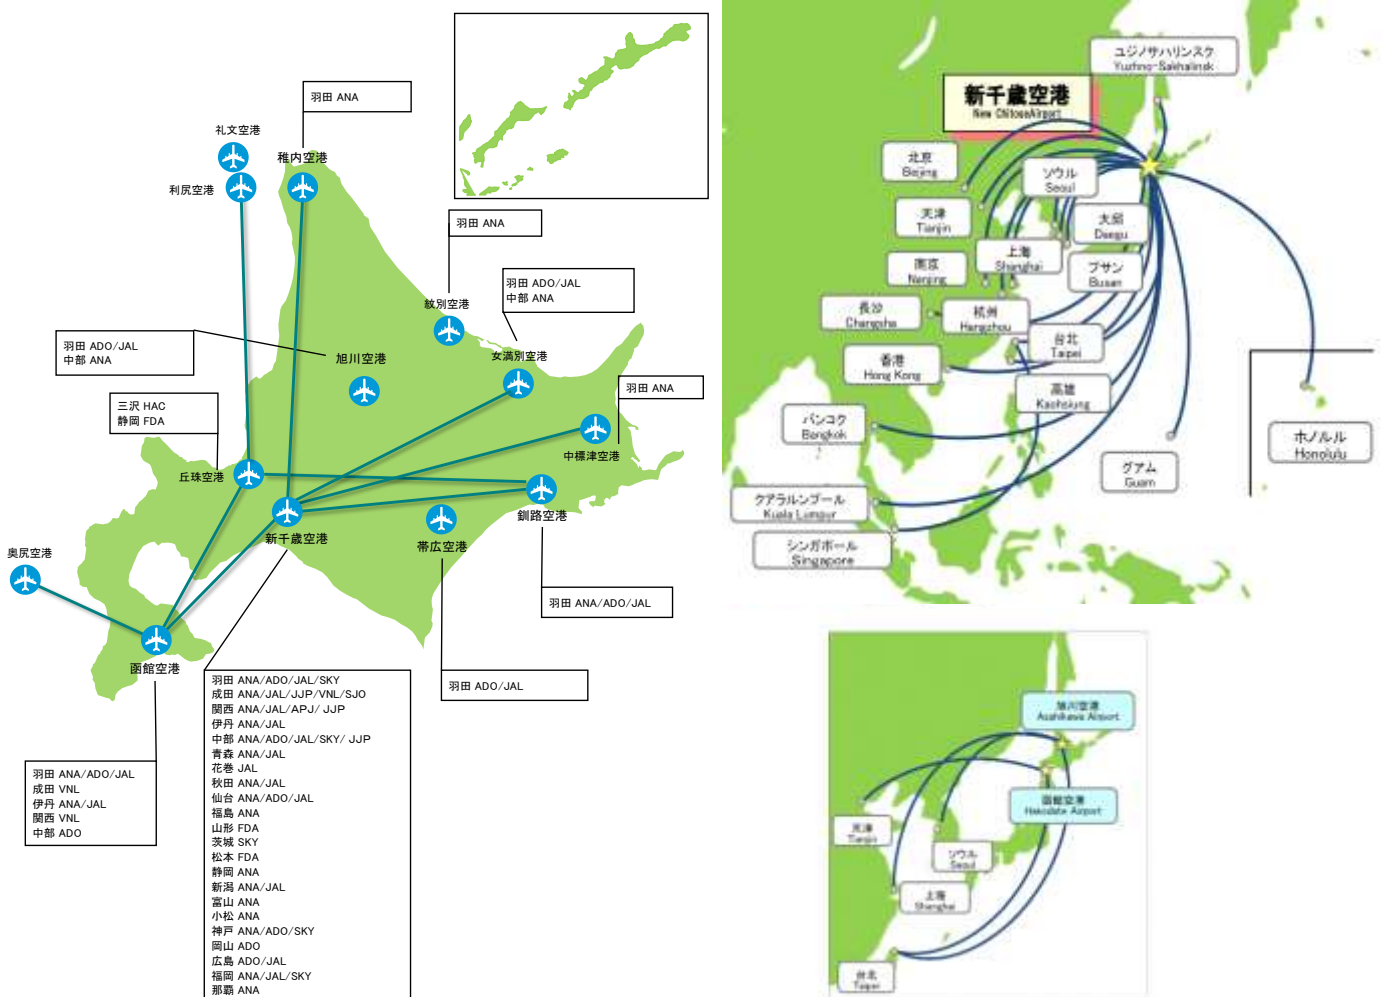 羽田 ANA
礼文空港
稚内空港
利尻空港
羽田 ANA
羽田 ADO/JAL
中部 ANA
紋別空港
女満別空港
羽田 ADO/JAL
中部 ANA
旭川空港
羽田 ANA
三沢 HAC
静岡 FDA
中標津空港
丘珠空港
釧路空港
新千歳空港
帯広空港
奥尻空港
羽田 ANA/ADO/JAL
函館空港
羽田 ADO/JAL
羽田 ANA/ADO/JAL/SKY
成田 ANA/JAL/JJP/VNL/SJO
関西 ANA/JAL/APJ/ JJP
伊丹 ANA/JAL
中部 ANA/ADO/JAL/SKY/ JJP
青森 ANA/JAL
花巻 JAL
秋田 ANA/JAL
仙台 ANA/ADO/JAL
福島 ANA
山形 FDA
茨城 SKY
松本 FDA
静岡 ANA
新潟 ANA/JAL
富山 ANA
小松 ANA
神戸 ANA/ADO/SKY
岡山 ADO
広島 ADO/JAL
福岡 ANA/JAL/SKY
那覇 ANA
羽田 ANA/ADO/JAL
成田 VNL
伊丹 ANA/JAL
関西 VNL
中部 ADO
ユジノサハリンスク
Yuzhno-Sakhalinsk
新千歳空港
New ChitoseAirport
北京
Beijing
ソウル
Seoul
天津
Tianjin
大邱
Daegu
上海
Shanghai
南京
Nanjing
プサン
Busan
長沙
Changsha
杭州
Hangzhou
台北
Taipei
香港
Hong Kong
高雄
Kaohsiung
バンコク
Bangkok
ホノルル
Honolulu
グアム
Guam
クアラルンプール
Kuala Lumpur
シンガポール
Singapore
旭川空港
Asahikawa Airport
函館空港
Hakodate Airport
天津
Tianjin
ソウル
Seoul
上海
Shanghai
台北
Taipei